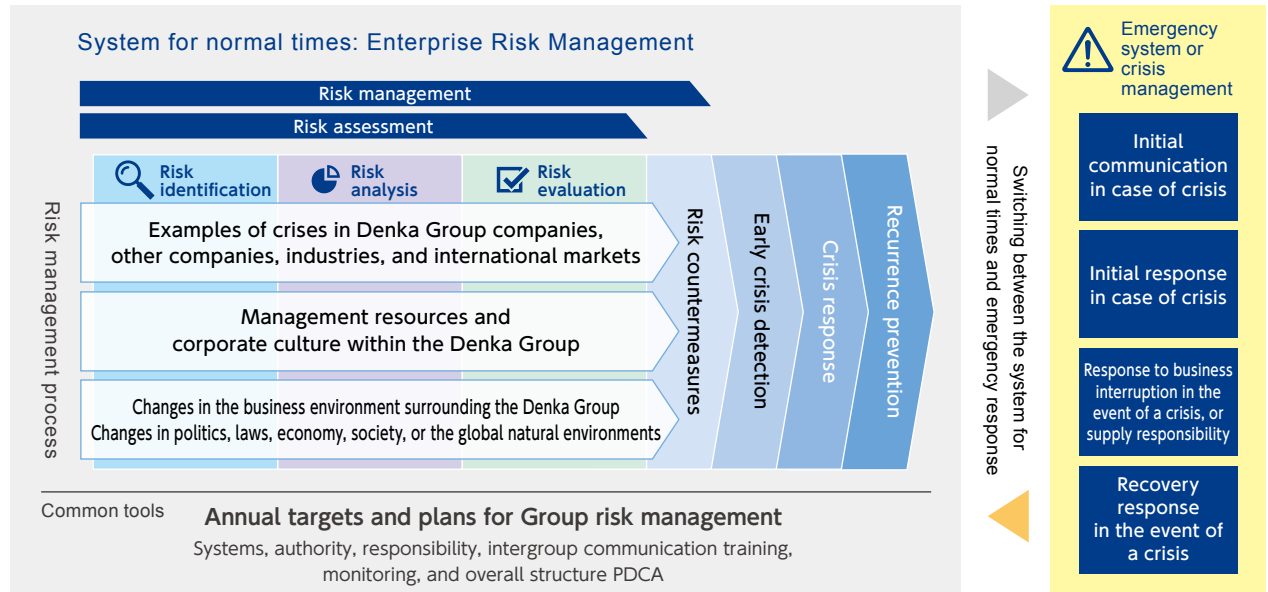 System for normal times: Enterprise Risk Management
Risk management
Risk assessment
Risk management process
Risk
identification
Risk
analysis
Risk
evaluation
Examples of crises in Denka Group companies,
other companies, industries, and international markets
Management resources and
corporate culture within the Denka Group
Changes in the business environment surrounding the Denka Group
Changes in politics, laws, economy, society, or the global natural environments
Risk countermeasures
Early crisis detection
Crisis response
Recurrence prevention
Common tools
Annual targets and plans for Group risk management
Systems, authority, responsibility, intergroup communication training,
monitoring, and overall structure PDCA
Switching between the system for
normal times and emergency response
Emergency
system or
crisis
management
Initial
communication
in case of crisis
Initial response
in case of crisis
Response to business
interruption in the
event of a crisis, or
supply responsibility
Recovery
response
in the event of
a crisis